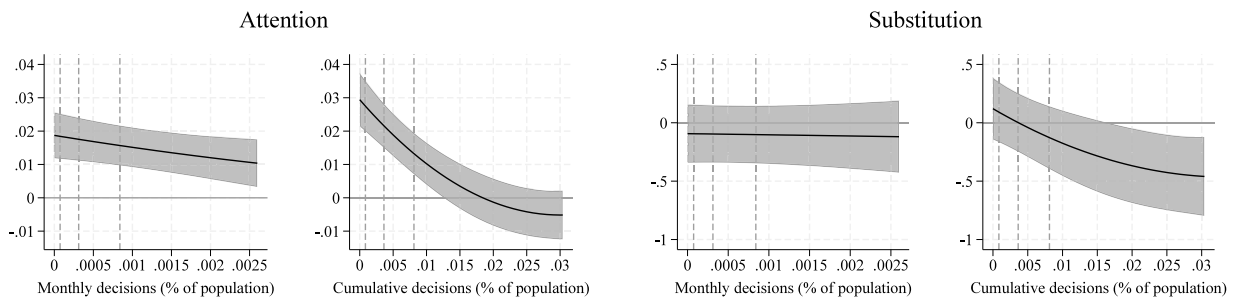 Attention
Substitution
.04
.03
.02
.01
0
-.01
0 .0005 .001 .0015 .002 .0025
Monthly decisions (% of population)
.04
.03
.02
.01
0
-.01
0 .005 .01 .015 .02 .025 .03
Cumulative decisions (% of population)
.5
0
-.5
-1
0 .0005 .001 .0015 .002 .0025
Monthly decisions (% of population)
.5
0
-.5
-1
0 .005 .01 .015 .02 .025 .03
Cumulative decisions (% of population)